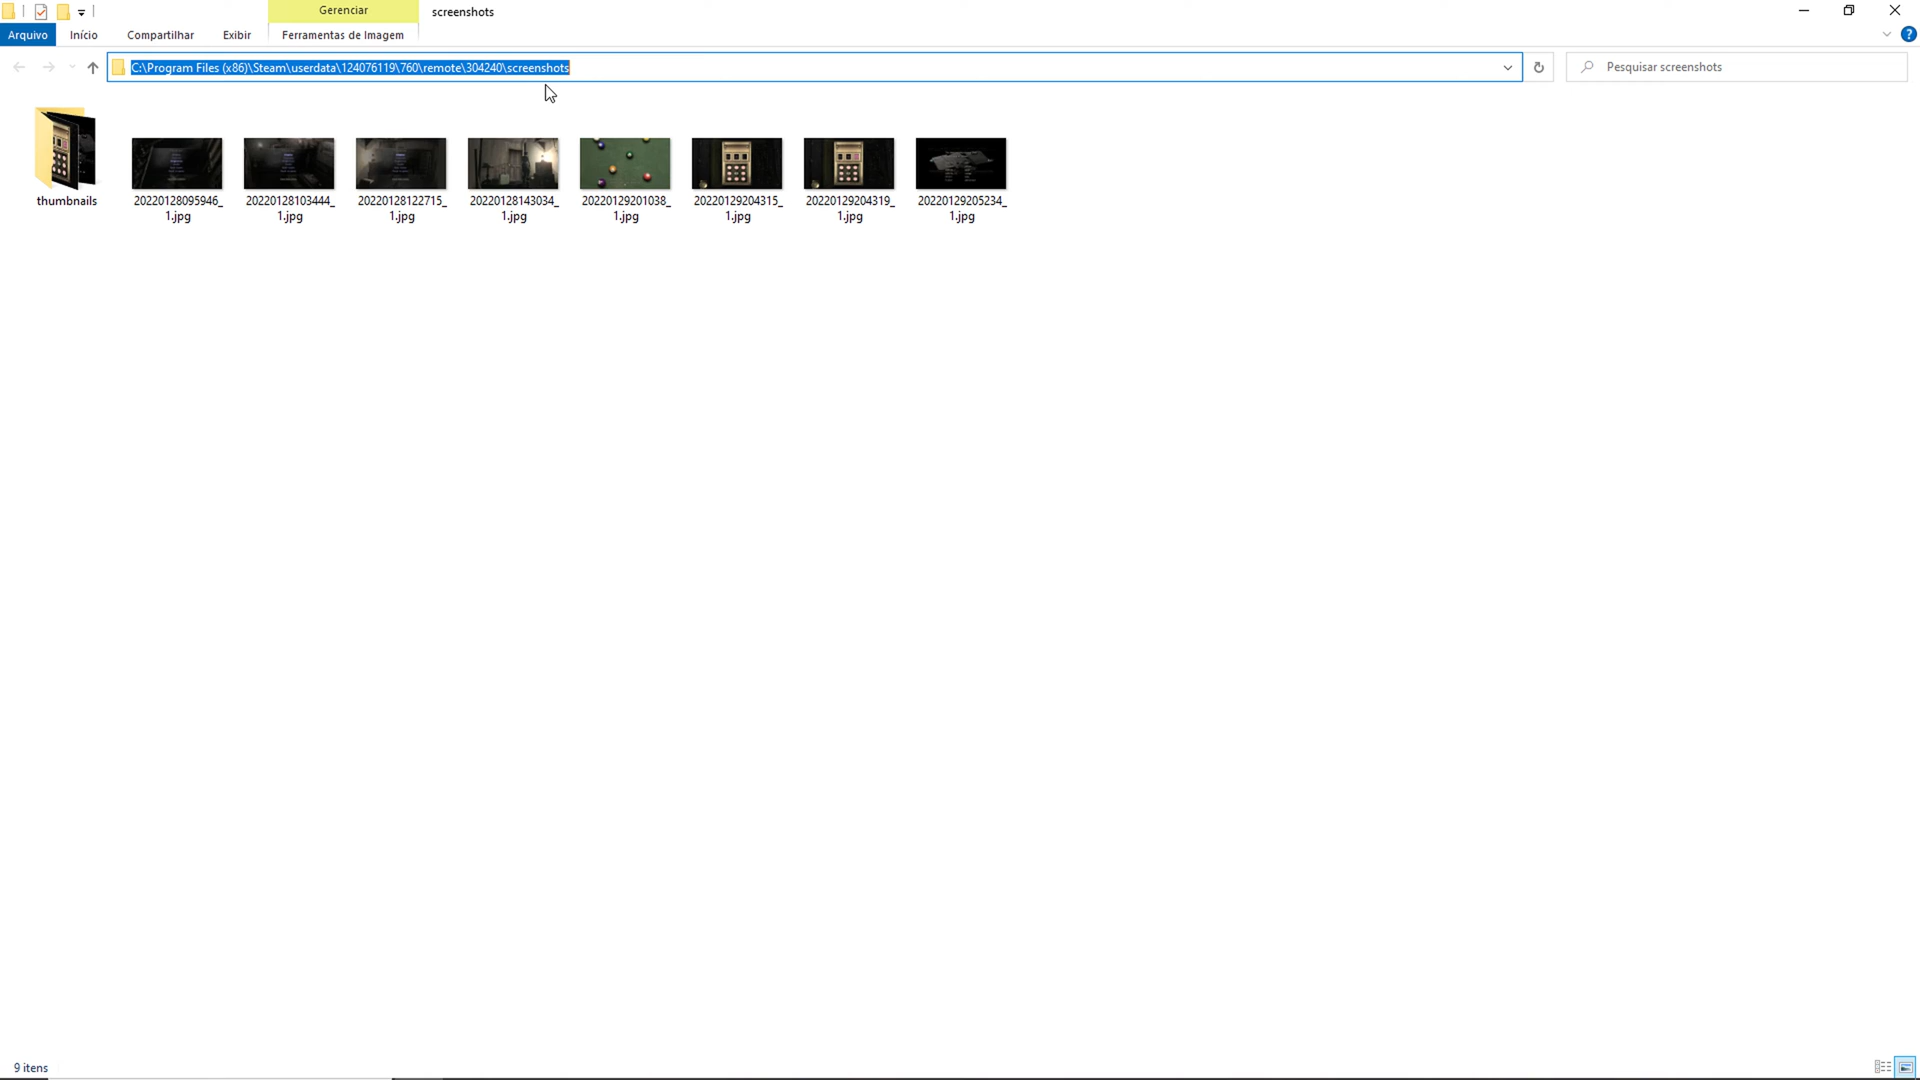 Gerenciar
screenshots
Arquivo
Início
Compartilhar
Exibir
Ferramentas de Imagem
C:\Program Files (x86)\Steam\userdata\124076119\760\remote\304240\screenshots
Pesquisar screenshots
thumbnails
20220128095946_
1.jpg
20220128103444_
1.jpg
20220128122715_
1.jpg
20220128143034_
1.jpg
20220129201038_
1.jpg
20220129204315_
1.jpg
20220129204319_
1.jpg
20220129205234_
1.jpg
9 itens